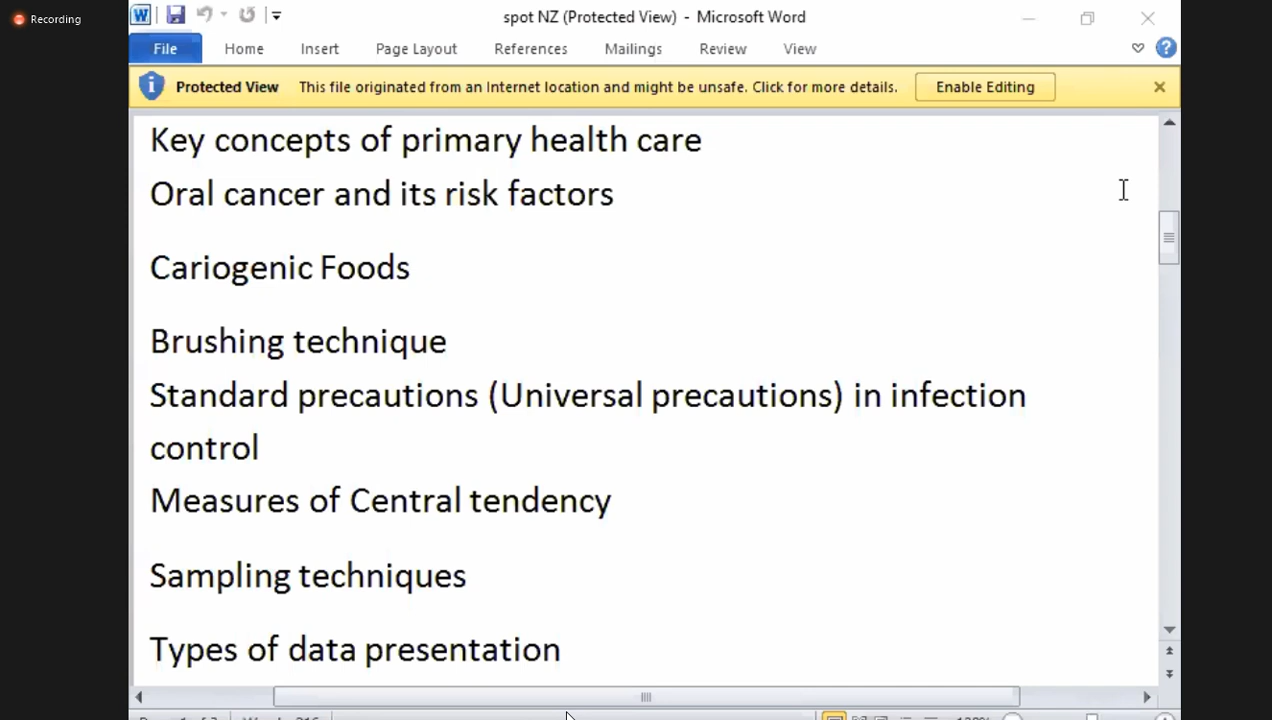 Recording
spot NZ (Protected View) - Microsoft Word
File Home Insert Page Layout References Mailings Review View
Protected View This file originated from an Internet location and might be unsafe. Click for more details. Enable Editing
Key concepts of primary health care
Oral cancer and its risk factors
Cariogenic Foods
Brushing technique
Standard precautions (Universal precautions) in infection
control
Measures of Central tendency
Sampling techniques
Types of data presentation